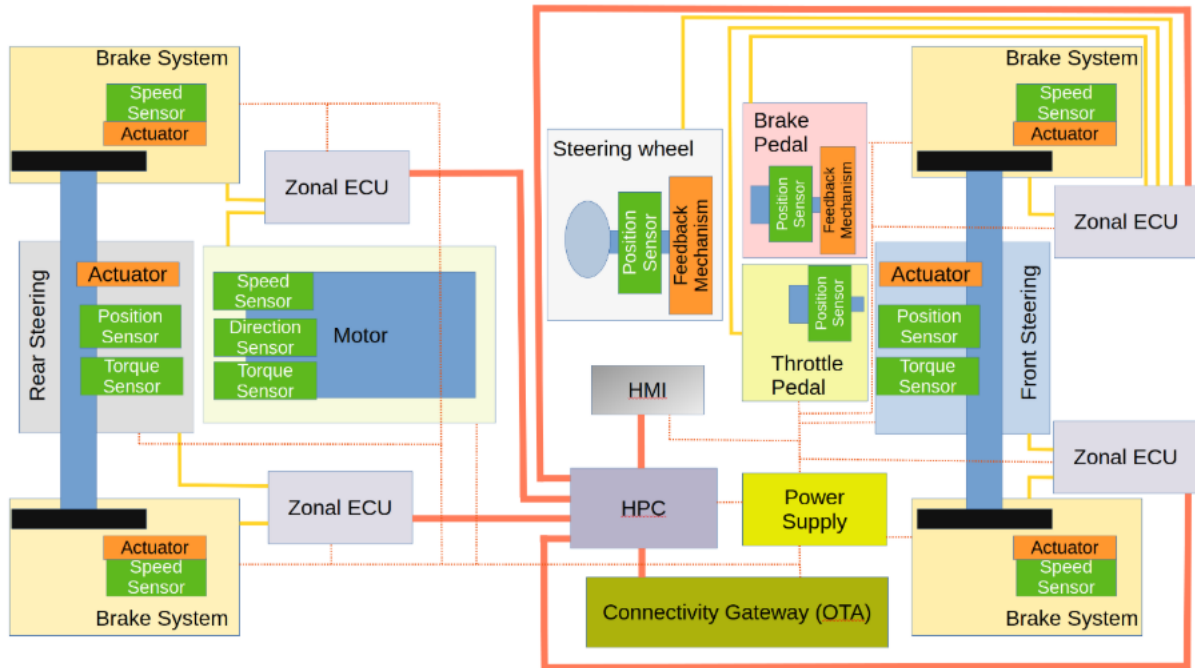 Brake System
Speed
Sensor
Actuator
Zonal ECU
Rear Steering
Actuator
Position
Sensor
Torque
Sensor
Speed
Sensor
Direction
Sensor
Torque
Sensor
Motor
Zonal ECU
Actuator
Speed
Sensor
Brake System
Steering wheel
Position
Sensor
Feedback
Mechanism
Brake
Pedal
Position
Sensor
Feedback
Mechanism
Position
Sensor
Throttle
Pedal
HMI
HPC
Power
Supply
Connectivity Gateway (OTA)
Brake System
Speed
Sensor
Actuator
Zonal ECU
Actuator
Position
Sensor
Torque
Sensor
Front Steering
Zonal ECU
Actuator
Speed
Sensor
Brake System